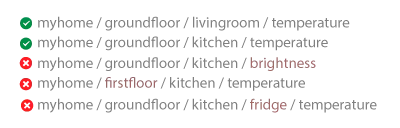 myhome / groundfloor / livingroom / temperature
myhome / groundfloor / kitchen / temperature
myhome / groundfloor / kitchen / brightness
myhome / firstfloor / kitchen / temperature
myhome / groundfloor / kitchen / fridge / temperature